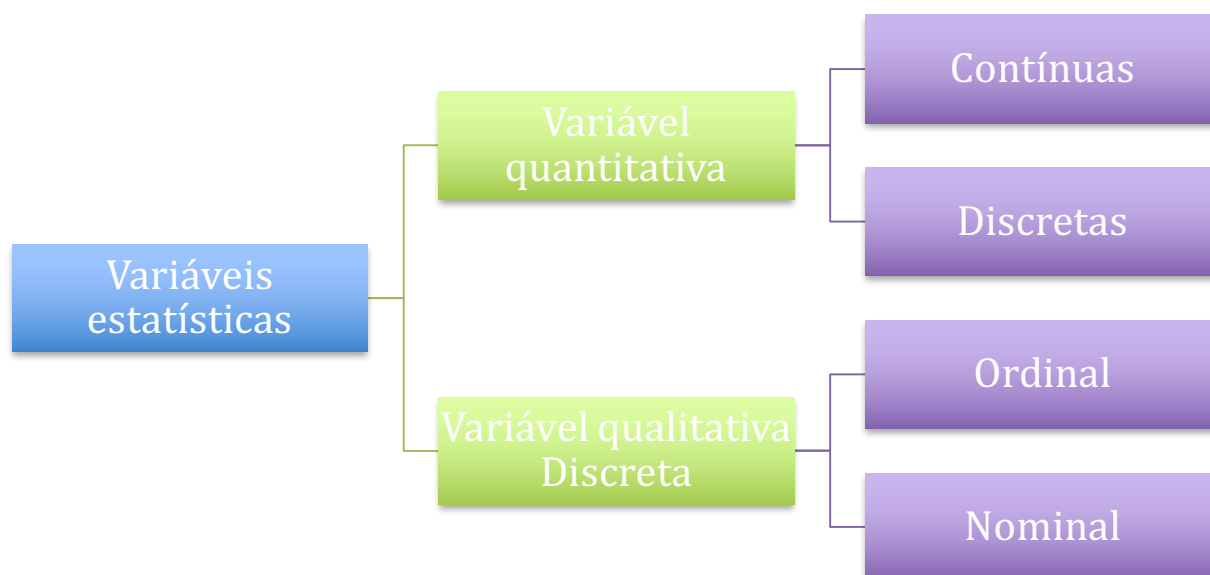 Variáveis
estatísticas
Variável
quantitativa
Contínuas
Discretas
Variável qualitativa
Discreta
Ordinal
Nominal